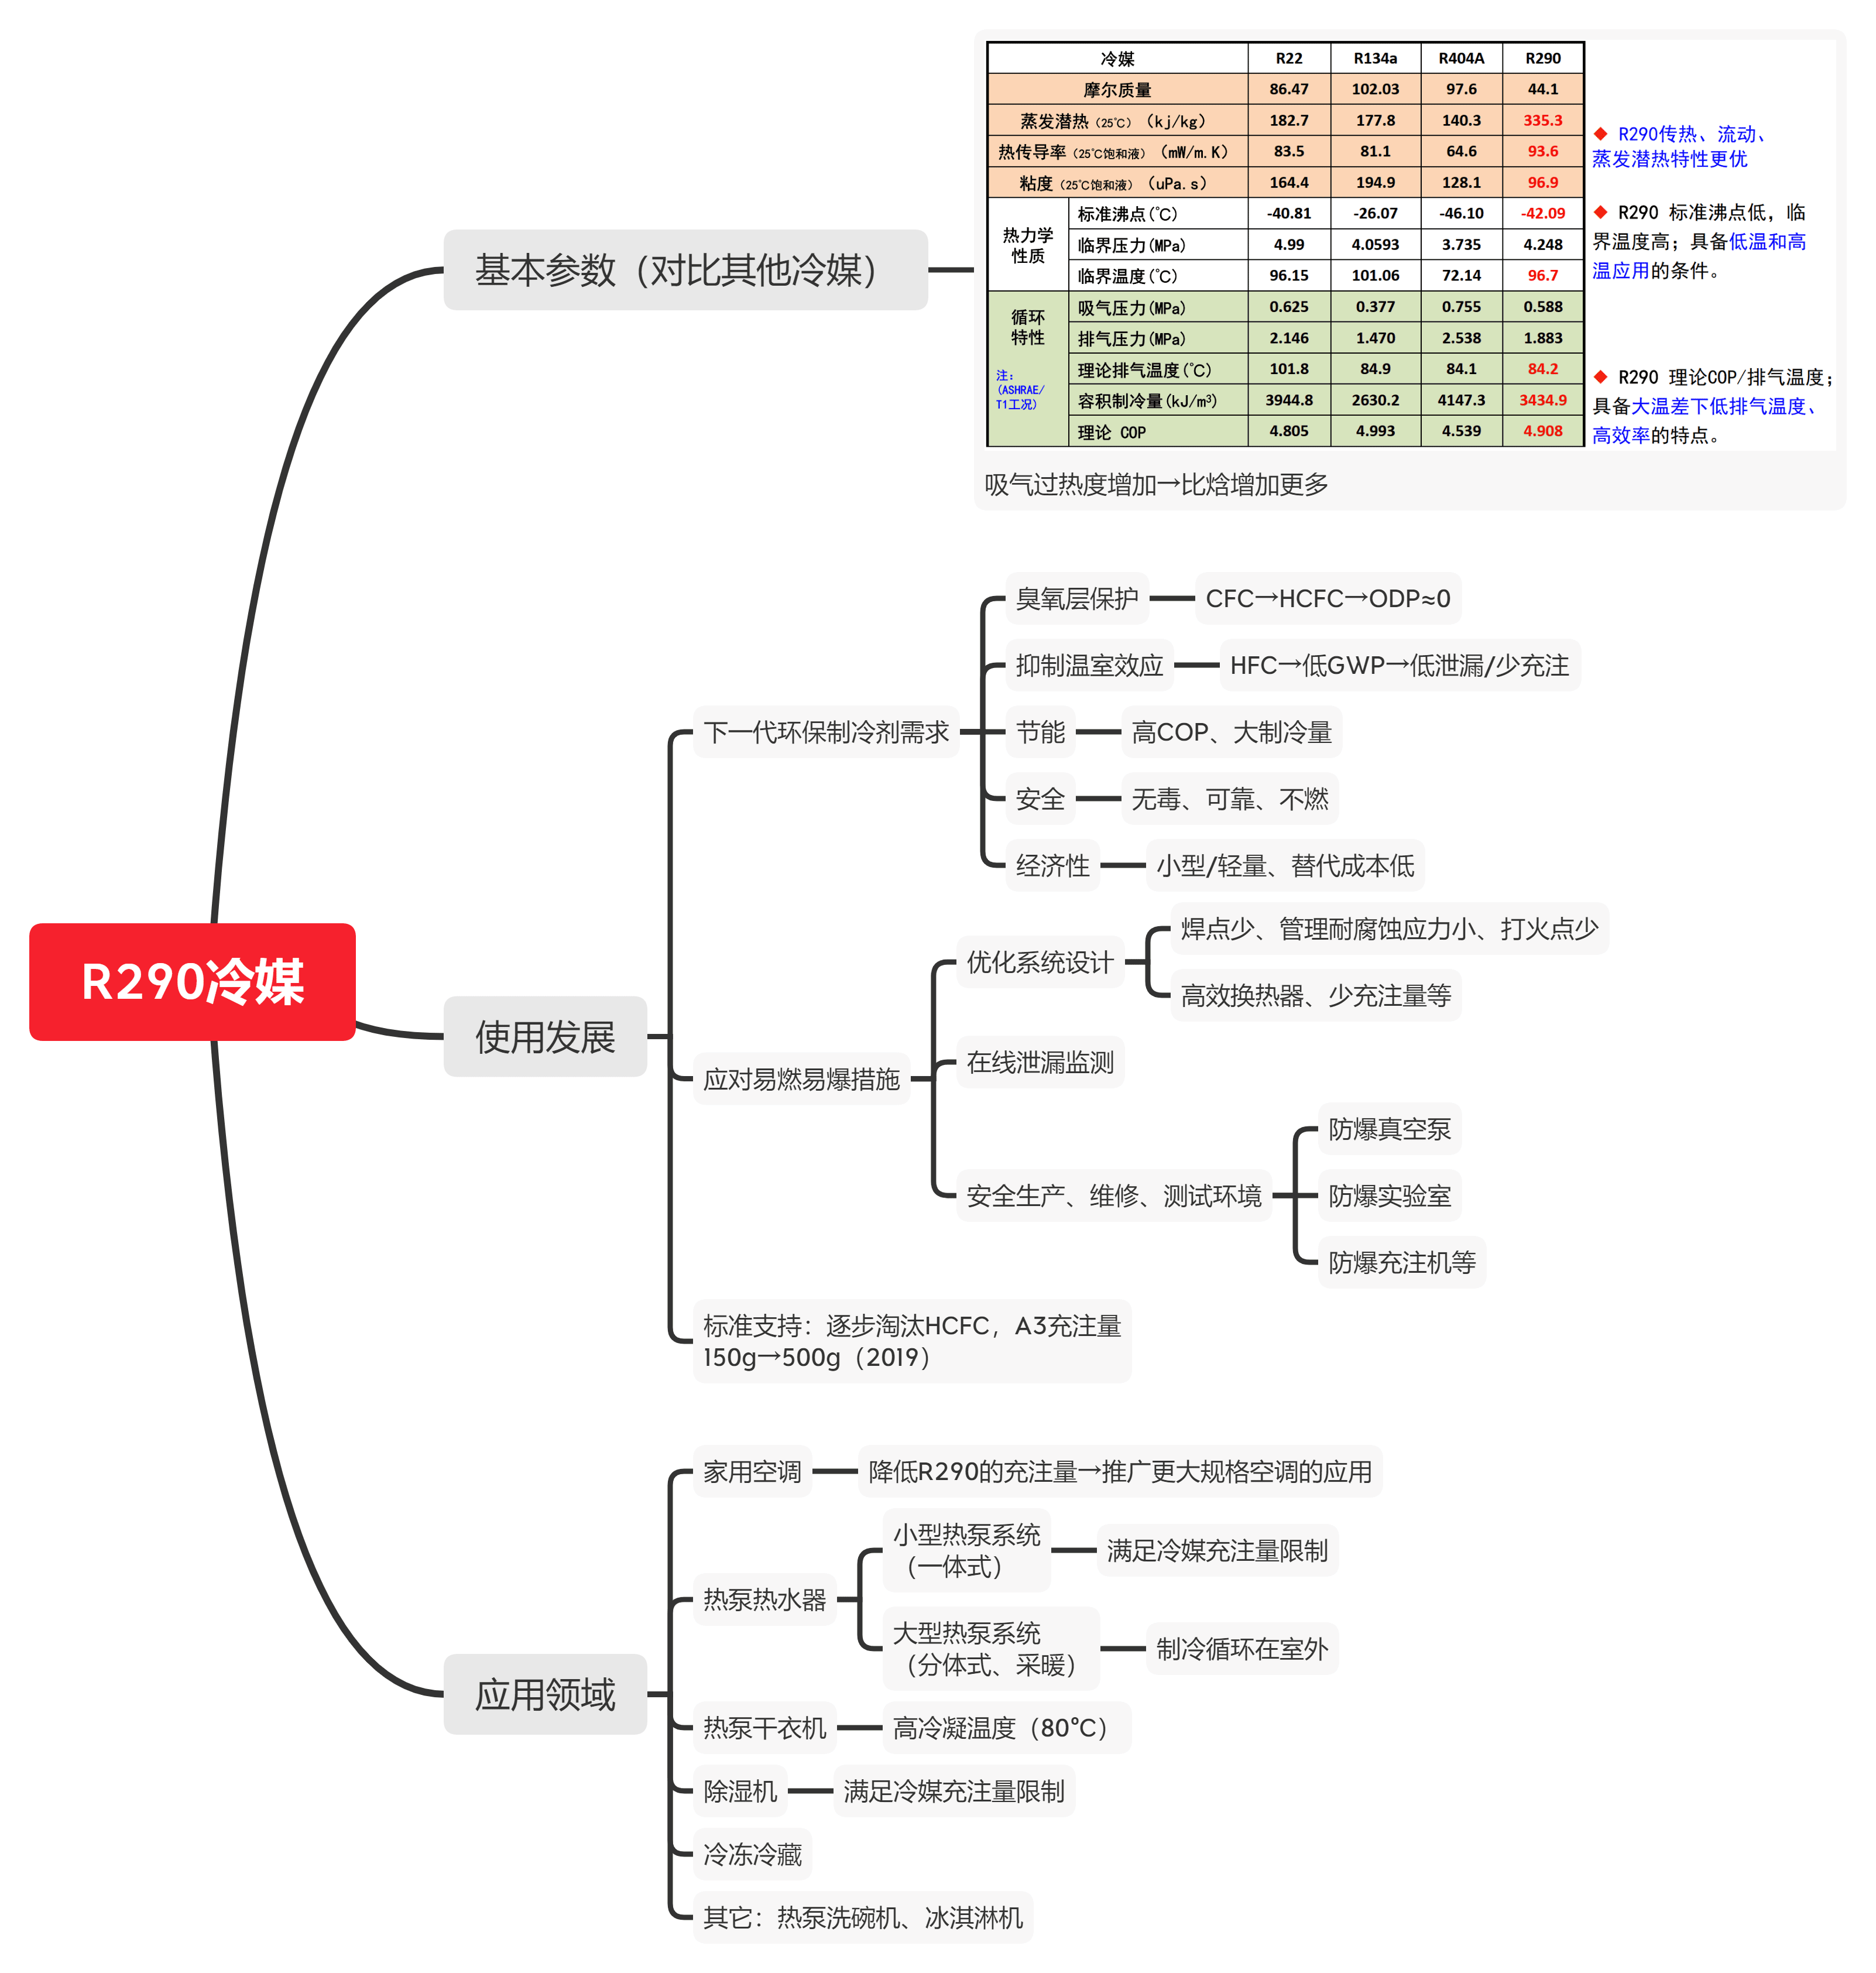 冷媒 R22 R134a R404A R290
摩尔质量 86.47 102.03 97.6 44.1
蒸发潜热（25℃）（kj/kg） 182.7 177.8 140.3 335.3
热传导率（25℃饱和液）（mW/m.K） 83.5 81.1 64.6 93.6
粘度（25℃饱和液）（uPa.s） 164.4 194.9 128.1 96.9
热力学
性质
标准沸点(℃) -40.81 -26.07 -46.10 -42.09
临界压力(MPa) 4.99 4.0593 3.735 4.248
临界温度(℃) 96.15 101.06 72.14 96.7
循环
特性
注：
(ASHRAE/
T1工况)
吸气压力(MPa) 0.625 0.377 0.755 0.588
排气压力(MPa) 2.146 1.470 2.538 1.883
理论排气温度(℃) 101.8 84.9 84.1 84.2
容积制冷量(kJ/m³) 3944.8 2630.2 4147.3 3434.9
理论 COP 4.805 4.993 4.539 4.908
◆ R290传热、流动、
蒸发潜热特性更优
◆ R290 标准沸点低，临
界温度高；具备低温和高
温应用的条件。
◆ R290 理论COP/排气温度；
具备大温差下低排气温度、
高效率的特点。
吸气过热度增加→比焓增加更多
基本参数（对比其他冷媒）
R290冷媒
使用发展
下一代环保制冷剂需求
臭氧层保护
CFC→HCFC→ODP≈0
抑制温室效应
HFC→低GWP→低泄漏/少充注
节能
高COP、大制冷量
安全
无毒、可靠、不燃
经济性
小型/轻量、替代成本低
应对易燃易爆措施
优化系统设计
焊点少、管理耐腐蚀应力小、打火点少
高效换热器、少充注量等
在线泄漏监测
安全生产、维修、测试环境
防爆真空泵
防爆实验室
防爆充注机等
标准支持：逐步淘汰HCFC，A3充注量
150g→500g（2019）
应用领域
家用空调
降低R290的充注量→推广更大规格空调的应用
热泵热水器
小型热泵系统
（一体式）
满足冷媒充注量限制
大型热泵系统
（分体式、采暖）
制冷循环在室外
热泵干衣机
高冷凝温度（80°C）
除湿机
满足冷媒充注量限制
冷冻冷藏
其它：热泵洗碗机、冰淇淋机